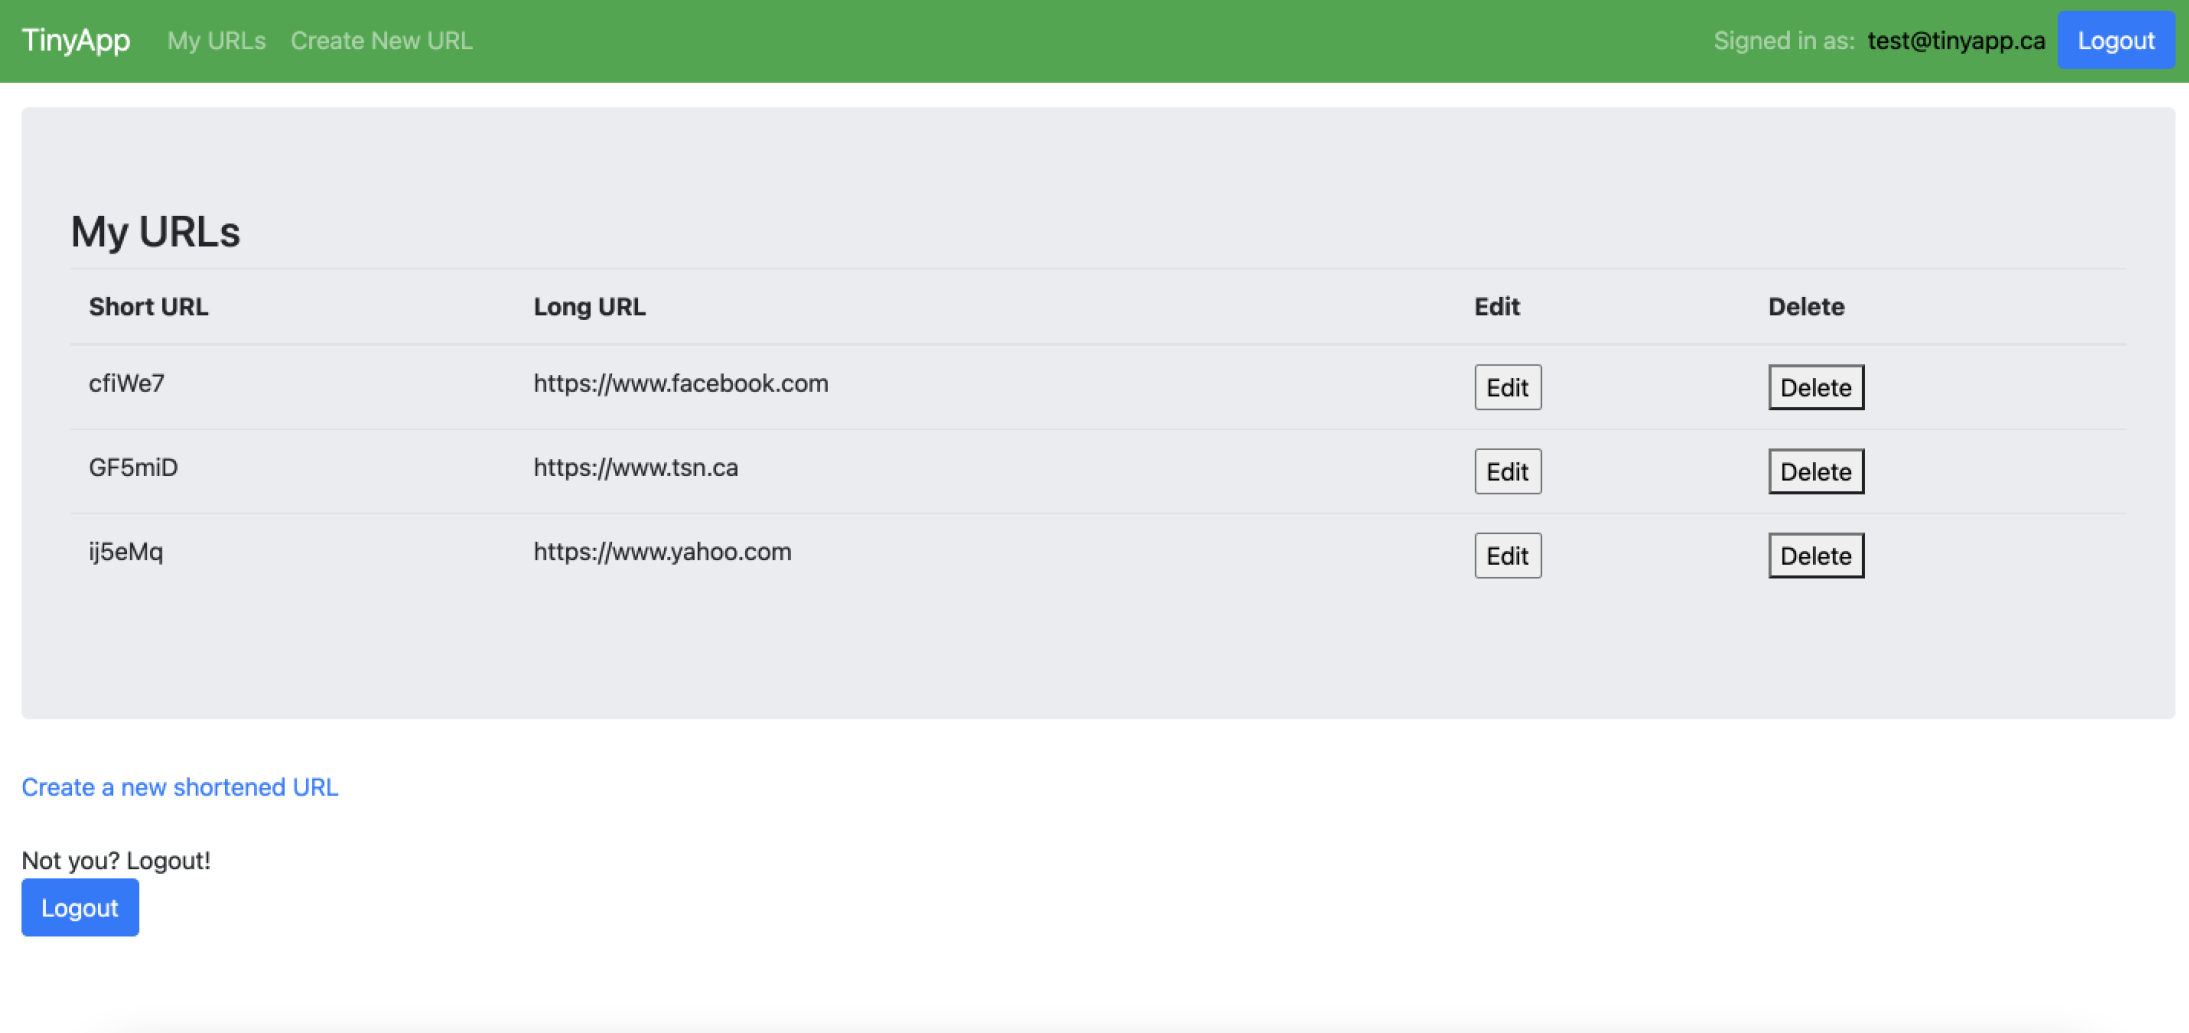 TinyApp My URLs Create New URL Signed in as: test@tinyapp.ca Logout
My URLs
Short URL Long URL Edit Delete
cfiWe7 https://www.facebook.com Edit Delete
GF5miD https://www.tsn.ca Edit Delete
ij5eMq https://www.yahoo.com Edit Delete
Create a new shortened URL
Not you? Logout!
Logout